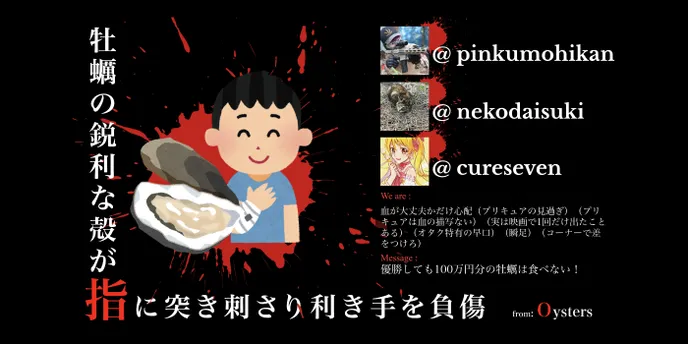 牡蠣の鋭利な殻が
指に突き刺さり利き手を負傷
@ pinkumohikan
@ nekodaisuki
@ cureseven
We are :
血が大丈夫かだけ心配（プリキュアの見過ぎ）（プリ
キュアは血の描写ない）（実は映画で1回だけ出たこと
ある）（オタク特有の早口）（瞬足）（コーナーで差
をつけろ）
Message :
優勝しても100万円分の牡蠣は食べない！
from: Oysters